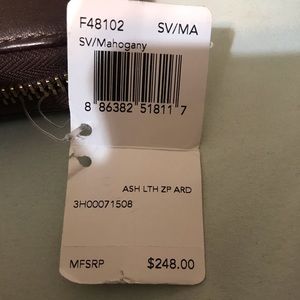 F48102 SV/MA
SV/Mahogany
8 86382 51811 7
ASH LTH ZP ARD
3H00071508
MFSRP $248.00